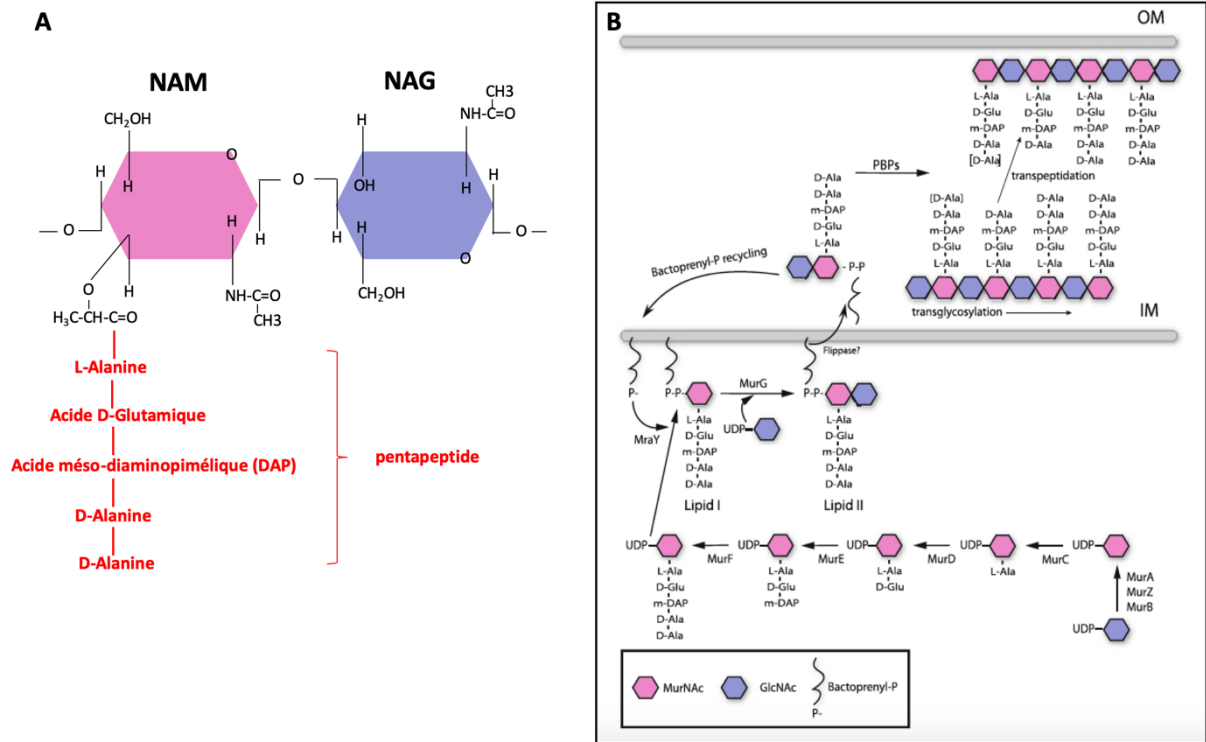 A
NAM
NAG
CH₂OH
O
H
H
H
H
O
O
H
NH-C=O
CH3
H₃C-CH-C=O
O
H
OH
CH3
NH-C=O
H
H
H
H
CH₂OH
O
O
L-Alanine
Acide D-Glutamique
Acide méso-diaminopimélique (DAP)
D-Alanine
D-Alanine
pentapeptide
B
OM
L-Ala
D-Glu
m-DAP
D-Ala
[D-Ala]
L-Ala
D-Glu
m-DAP
D-Ala
L-Ala
D-Glu
m-DAP
D-Ala
D-Ala
L-Ala
D-Glu
m-DAP
D-Ala
D-Ala
transpeptidation
PBPs
D-Ala
D-Ala
m-DAP
D-Glu
L-Ala
- P-P
[D-Ala]
D-Ala
m-DAP
D-Glu
L-Ala
D-Ala
m-DAP
D-Glu
L-Ala
D-Ala
D-Ala
m-DAP
D-Glu
L-Ala
D-Ala
D-Ala
m-DAP
D-Glu
L-Ala
Bactoprenyl-P recycling
transglycosylation
IM
Flippase?
P-
MraY
P-P-
L-Ala
D-Glu
m-DAP
D-Ala
D-Ala
Lipid I
MurG
UDP
P-P-
L-Ala
D-Glu
m-DAP
D-Ala
D-Ala
Lipid II
UDP
L-Ala
D-Glu
m-DAP
D-Ala
D-Ala
MurF
UDP
L-Ala
D-Glu
m-DAP
MurE
UDP
L-Ala
D-Glu
MurD
UDP
L-Ala
MurC
UDP
MurA
MurZ
MurB
UDP
MurNAc
GlcNAc
Bactoprenyl-P
P-